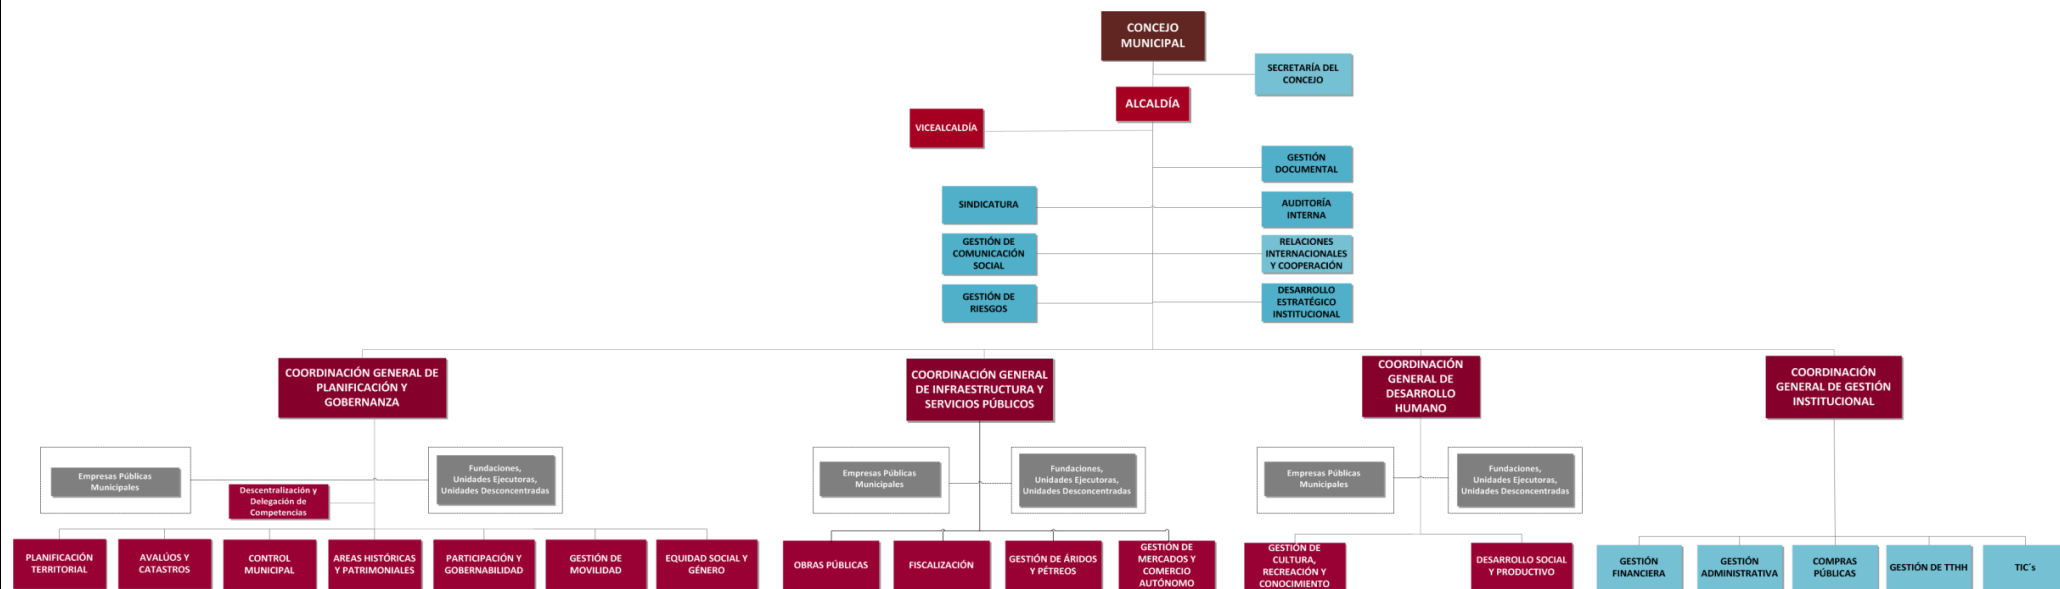 CONCEJO
MUNICIPAL
SECRETARÍA DEL
CONCEJO
ALCALDÍA
VICEALCALDÍA
GESTIÓN
DOCUMENTAL
SINDICATURA
AUDITORÍA
INTERNA
GESTIÓN DE
COMUNICACIÓN
SOCIAL
RELACIONES
INTERNACIONALES
Y COOPERACIÓN
GESTIÓN DE
RIESGOS
DESARROLLO
ESTRATÉGICO
INSTITUCIONAL
COORDINACIÓN GENERAL DE
PLANIFICACIÓN Y
GOBERNANZA
COORDINACIÓN GENERAL
DE INFRAESTRUCTURA Y
SERVICIOS PÚBLICOS
COORDINACIÓN
GENERAL DE
DESARROLLO
HUMANO
COORDINACIÓN
GENERAL DE GESTIÓN
INSTITUCIONAL
Empresas Públicas
Municipales
Fundaciones,
Unidades Ejecutoras,
Unidades Desconcentradas
Descentralización y
Delegación de
Competencias
Empresas Públicas
Municipales
Fundaciones,
Unidades Ejecutoras,
Unidades Desconcentradas
Empresas Públicas
Municipales
Fundaciones,
Unidades Ejecutoras,
Unidades Desconcentradas
PLANIFICACIÓN
TERRITORIAL
AVALÚOS Y
CATASTROS
CONTROL
MUNICIPAL
AREAS HISTÓRICAS
Y PATRIMONIALES
PARTICIPACIÓN Y
GOBERNABILIDAD
GESTIÓN DE
MOVILIDAD
EQUIDAD SOCIAL Y
GÉNERO
OBRAS PÚBLICAS
FISCALIZACIÓN
GESTIÓN DE ÁRIDOS
Y PÉTREOS
GESTIÓN DE
MERCADOS Y
COMERCIO
AUTÓNOMO
GESTIÓN DE
CULTURA,
RECREACIÓN Y
CONOCIMIENTO
DESARROLLO SOCIAL
Y PRODUCTIVO
GESTIÓN
FINANCIERA
GESTIÓN
ADMINISTRATIVA
COMPRAS
PÚBLICAS
GESTIÓN DE TTHH
TIC´s